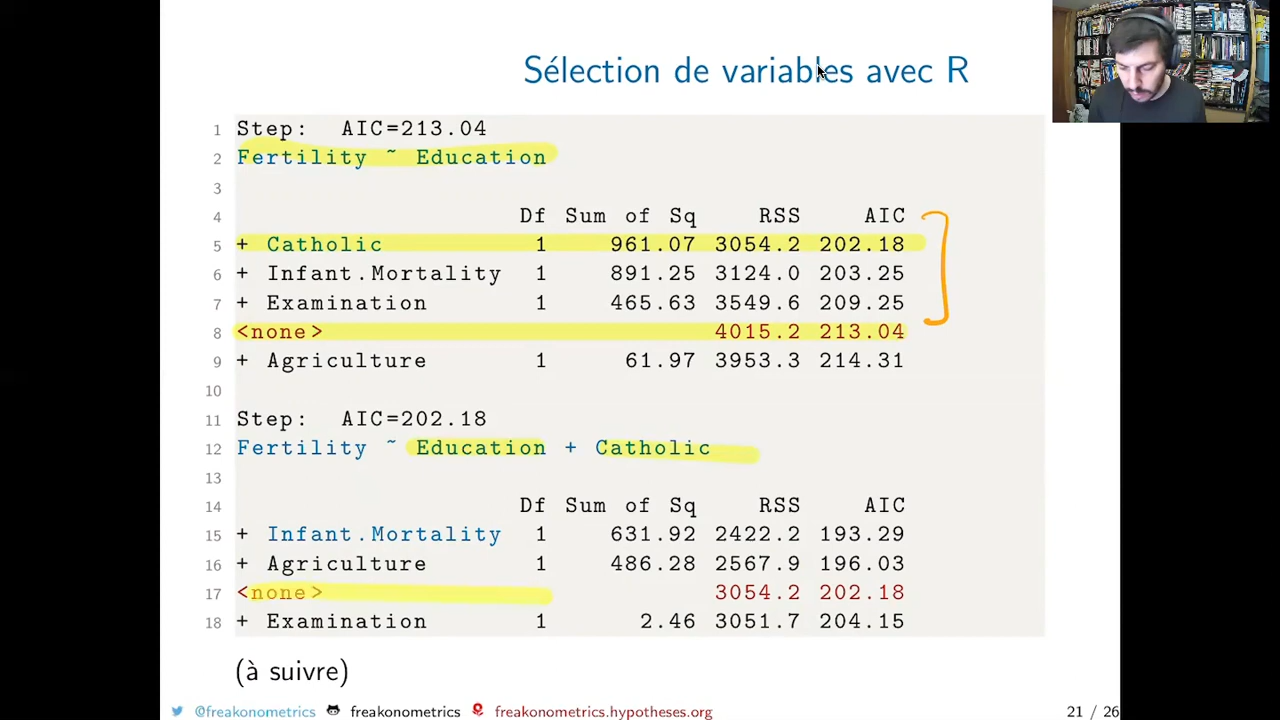 Sélection de variables avec R
1 Step: AIC=213.04
2 Fertility ~ Education
3
4 Df Sum of Sq RSS AIC
5 + Catholic 1 961.07 3054.2 202.18
6 + Infant.Mortality 1 891.25 3124.0 203.25
7 + Examination 1 465.63 3549.6 209.25
8 <none> 4015.2 213.04
9 + Agriculture 1 61.97 3953.3 214.31
10
11 Step: AIC=202.18
12 Fertility ~ Education + Catholic
13
14 Df Sum of Sq RSS AIC
15 + Infant.Mortality 1 631.92 2422.2 193.29
16 + Agriculture 1 486.28 2567.9 196.03
17 <none> 3054.2 202.18
18 + Examination 1 2.46 3051.7 204.15
(à suivre)
@freakonometrics freakonometrics freakonometrics.hypotheses.org 21 / 26